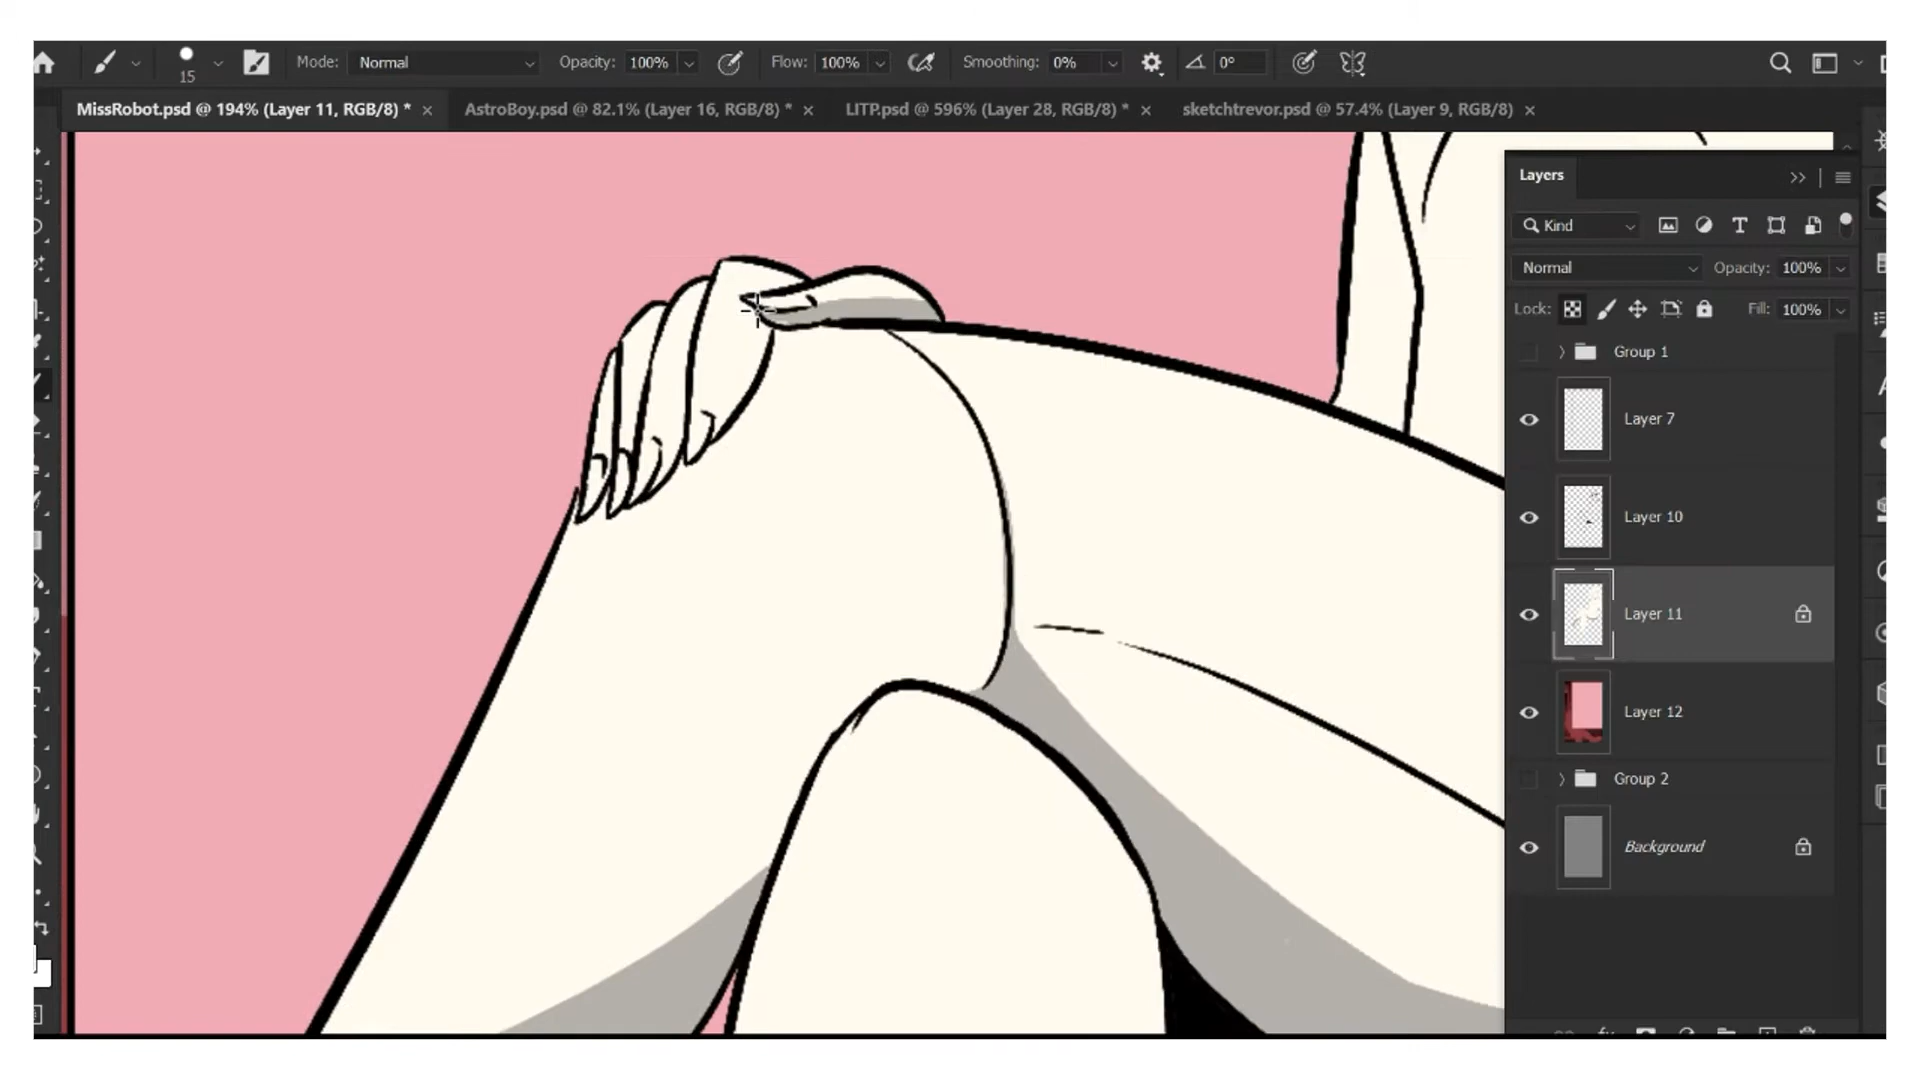 15 Mode: Normal Opacity: 100% Flow: 100% Smoothing: 0% 0°
MissRobot.psd @ 194% (Layer 11, RGB/8) * × AstroBoy.psd @ 82.1% (Layer 16, RGB/8) * × LITP.psd @ 596% (Layer 28, RGB/8) * × sketchtrevor.psd @ 57.4% (Layer 9, RGB/8) ×
Layers
Kind
Normal Opacity: 100%
Lock: Fill: 100%
Group 1
Layer 7
Layer 10
Layer 11
Layer 12
Group 2
Background